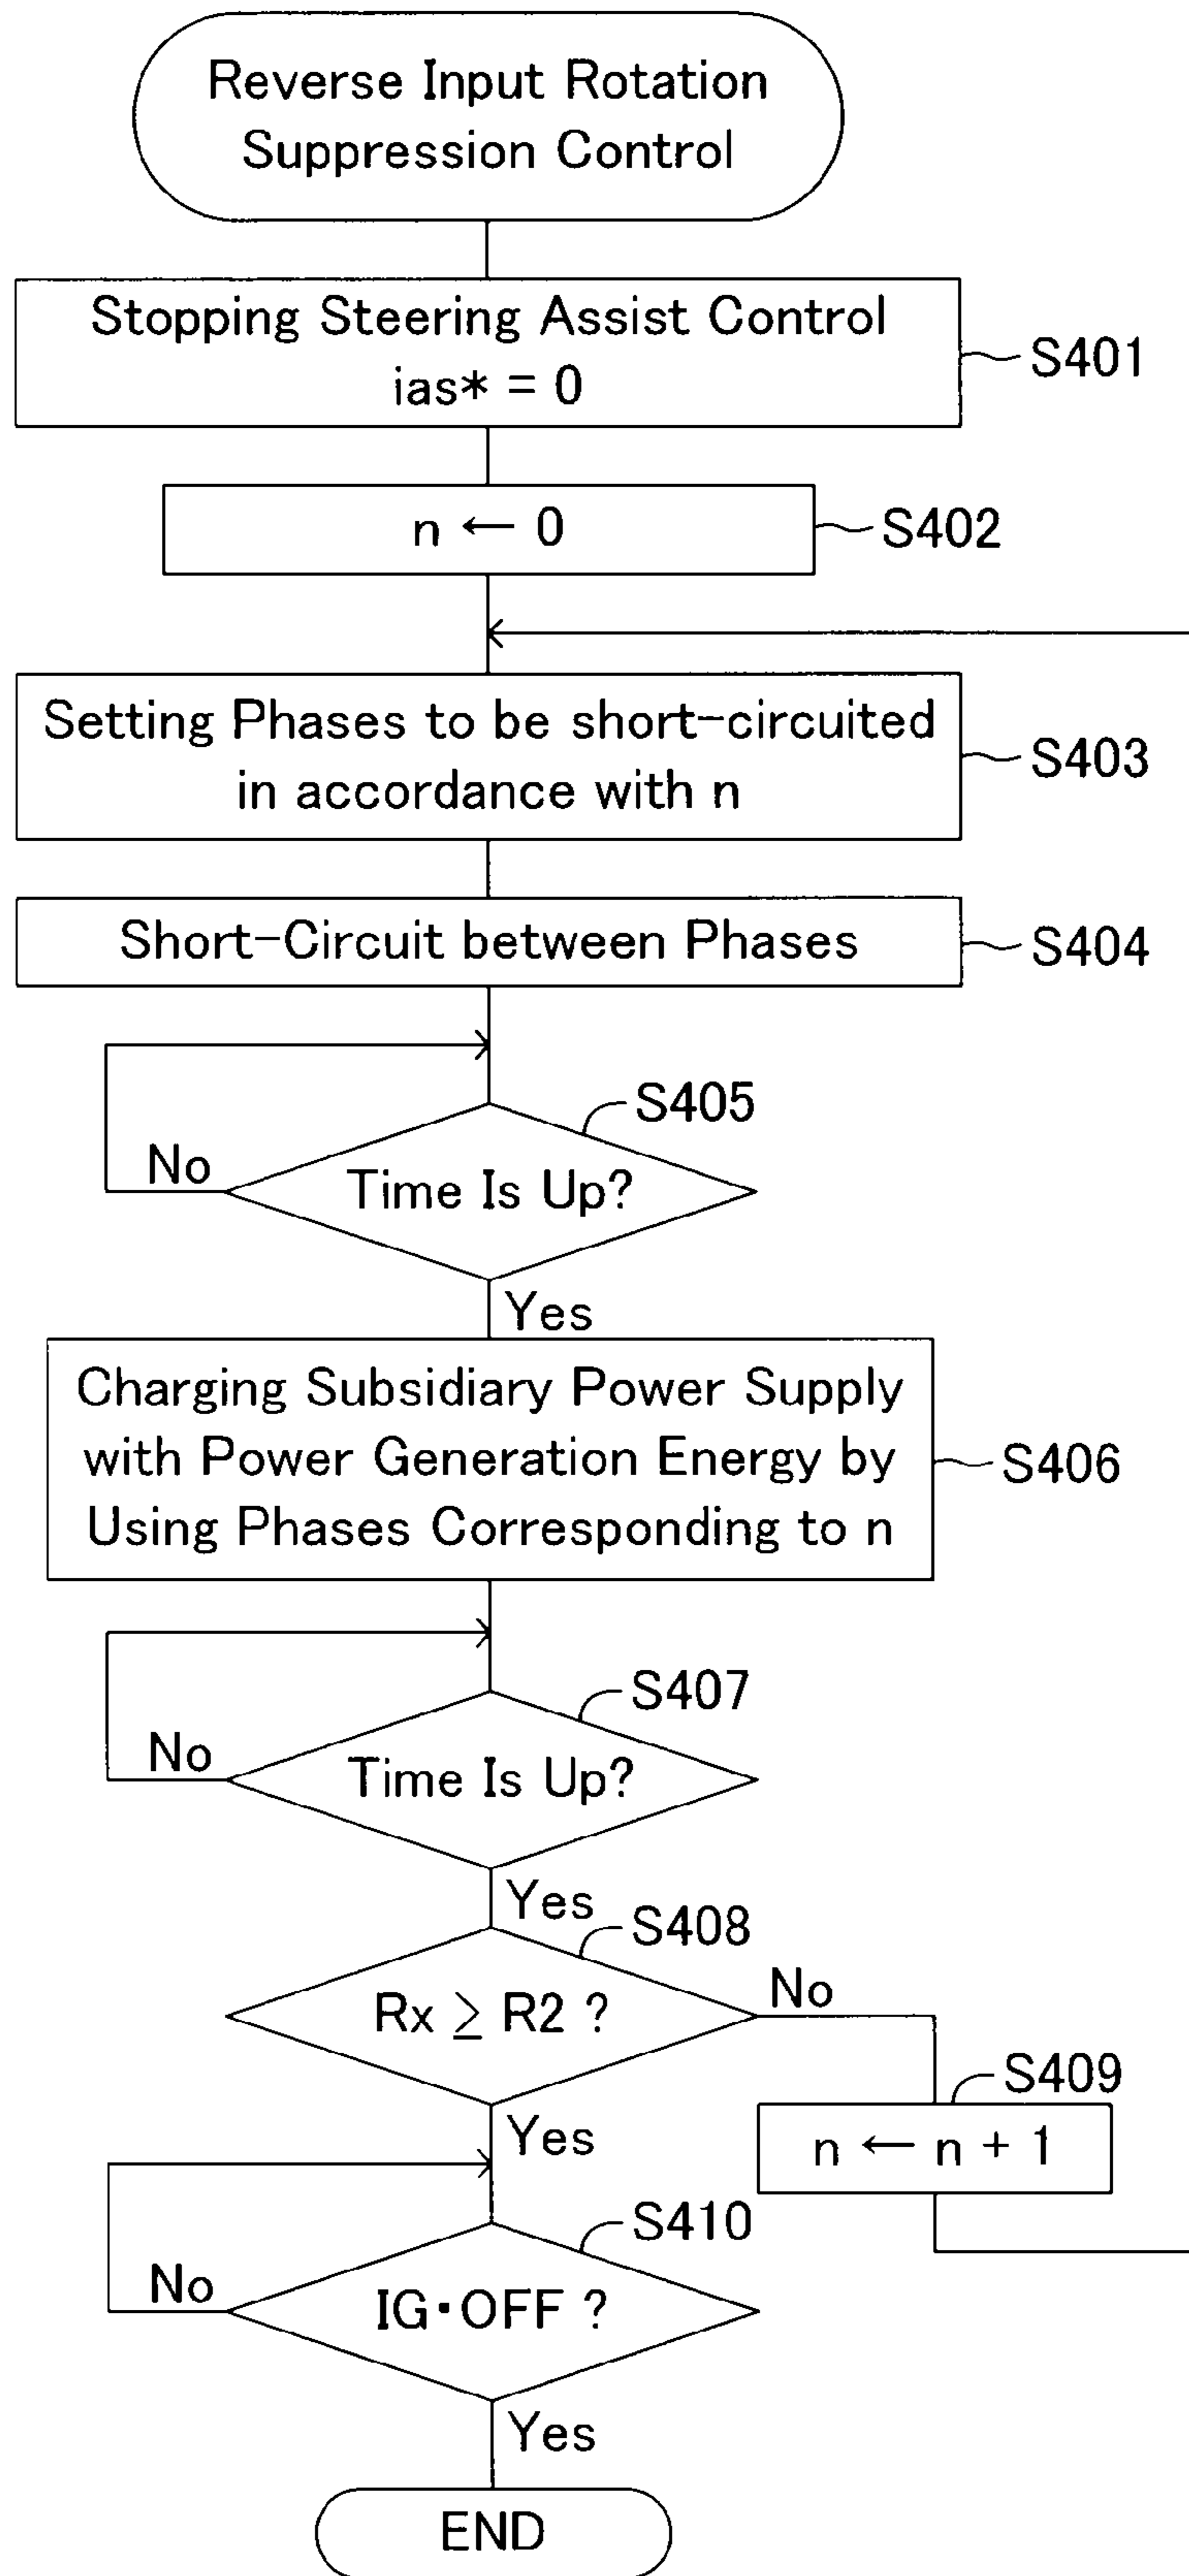 Reverse Input Rotation
Suppression Control
Stopping Steering Assist Control
ias* = 0
S401
n ← 0
S402
Setting Phases to be short-circuited
in accordance with n
S403
Short-Circuit between Phases
S404
S405
No
Time Is Up?
Yes
Charging Subsidiary Power Supply
with Power Generation Energy by
Using Phases Corresponding to n
S406
S407
No
Time Is Up?
Yes
S408
No
Rx ≥ R2 ?
S409
Yes
n ← n + 1
S410
No
IG・OFF ?
Yes
END